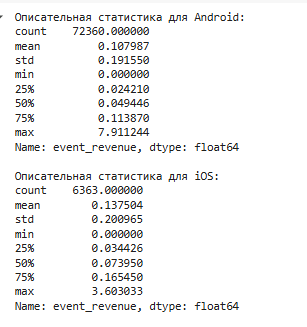 Описательная статистика для Android:
count    72360.000000
mean         0.107987
std          0.191550
min          0.000000
25%          0.024210
50%          0.049446
75%          0.113870
max          7.911244
Name: event_revenue, dtype: float64

Описательная статистика для iOS:
count    6363.000000
mean        0.137504
std         0.200965
min         0.000000
25%         0.034426
50%         0.073950
75%         0.165450
max         3.603033
Name: event_revenue, dtype: float64